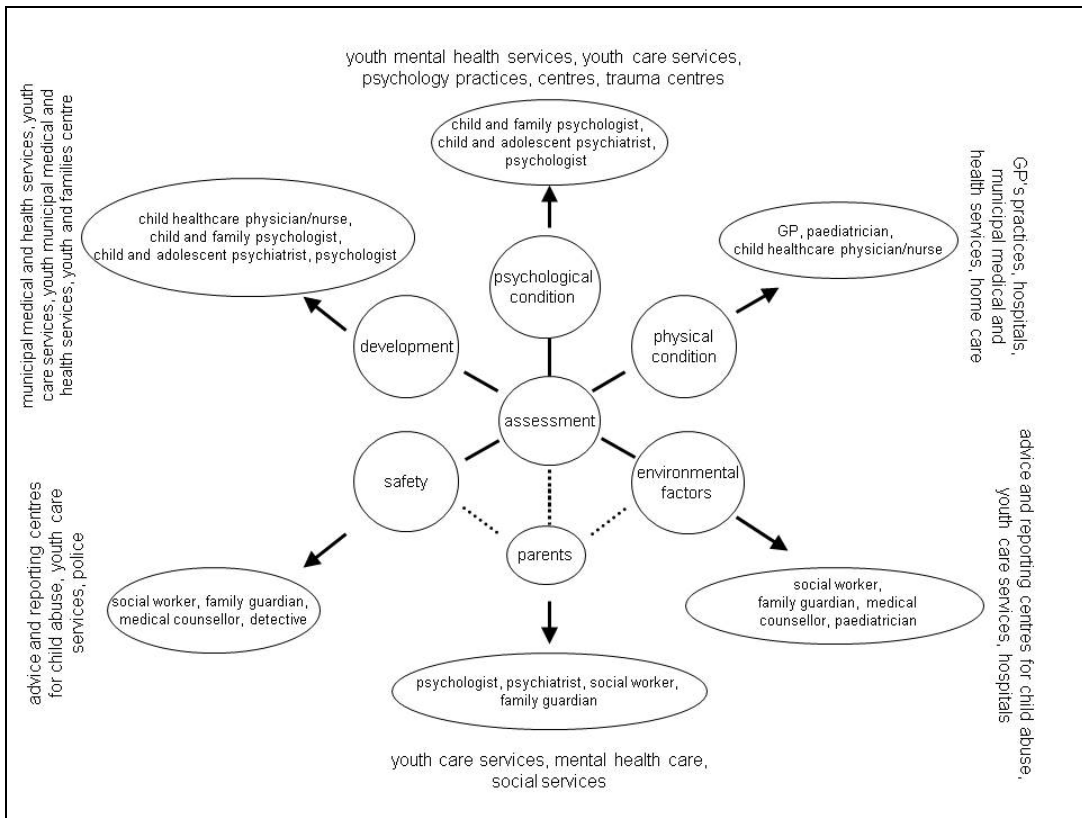 youth mental health services, youth care services,
psychology practices, centres, trauma centres
child and family psychologist,
child and adolescent psychiatrist,
psychologist
municipal medical and health services, youth
care services, youth municipal medical and
health services, youth and families centre
child healthcare physician/nurse,
child and family psychologist,
child and adolescent psychiatrist, psychologist
GP, paediatrician,
child healthcare physician/nurse
GP's practices, hospitals,
municipal medical and
health services, home care
psychological
condition
development
physical
condition
assessment
safety
environmental
factors
parents
advice and reporting centres
for child abuse, youth care
services, police
social worker, family guardian,
medical counsellor, detective
social worker,
family guardian, medical
counsellor, paediatrician
advice and reporting centres for child abuse,
youth care services, hospitals
psychologist, psychiatrist, social worker,
family guardian
youth care services, mental health care,
social services